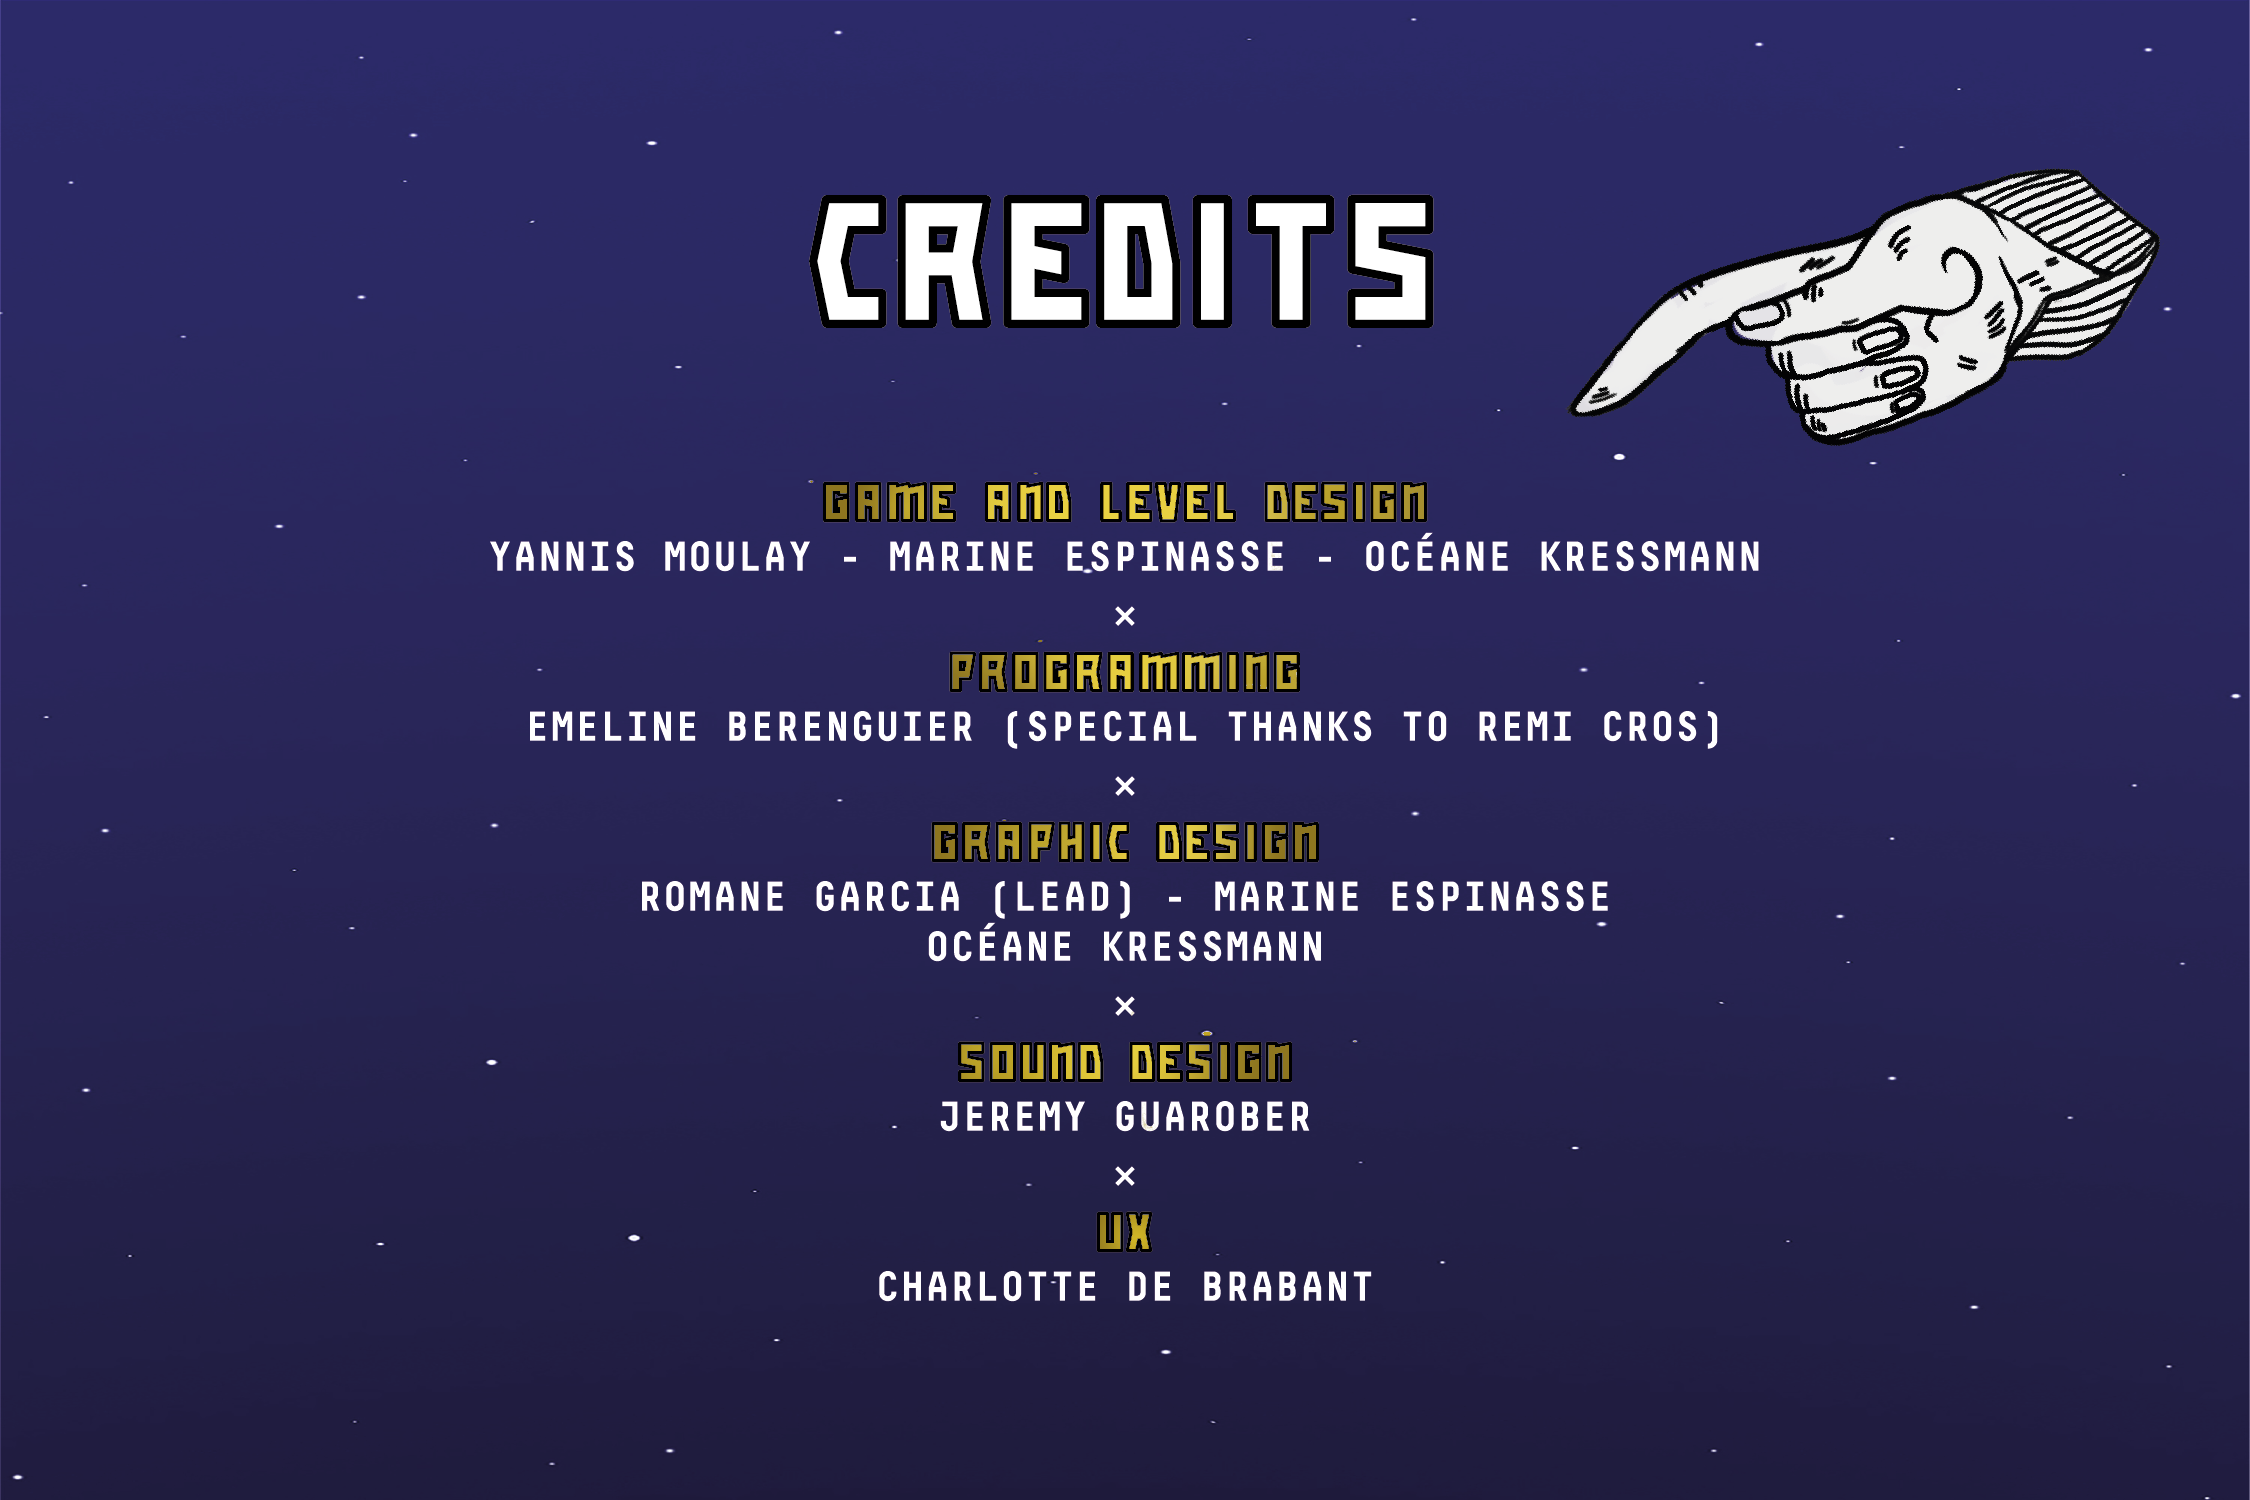 CREDITS
GAME AND LEVEL DESIGN
YANNIS MOULAY - MARINE ESPINASSE - OCÉANE KRESSMANN
×
PROGRAMMING
EMELINE BERENGUIER (SPECIAL THANKS TO REMI CROS)
×
GRAPHIC DESIGN
ROMANE GARCIA (LEAD) - MARINE ESPINASSE
OCÉANE KRESSMANN
×
SOUND DESIGN
JEREMY GUAROBER
×
UX
CHARLOTTE DE BRABANT